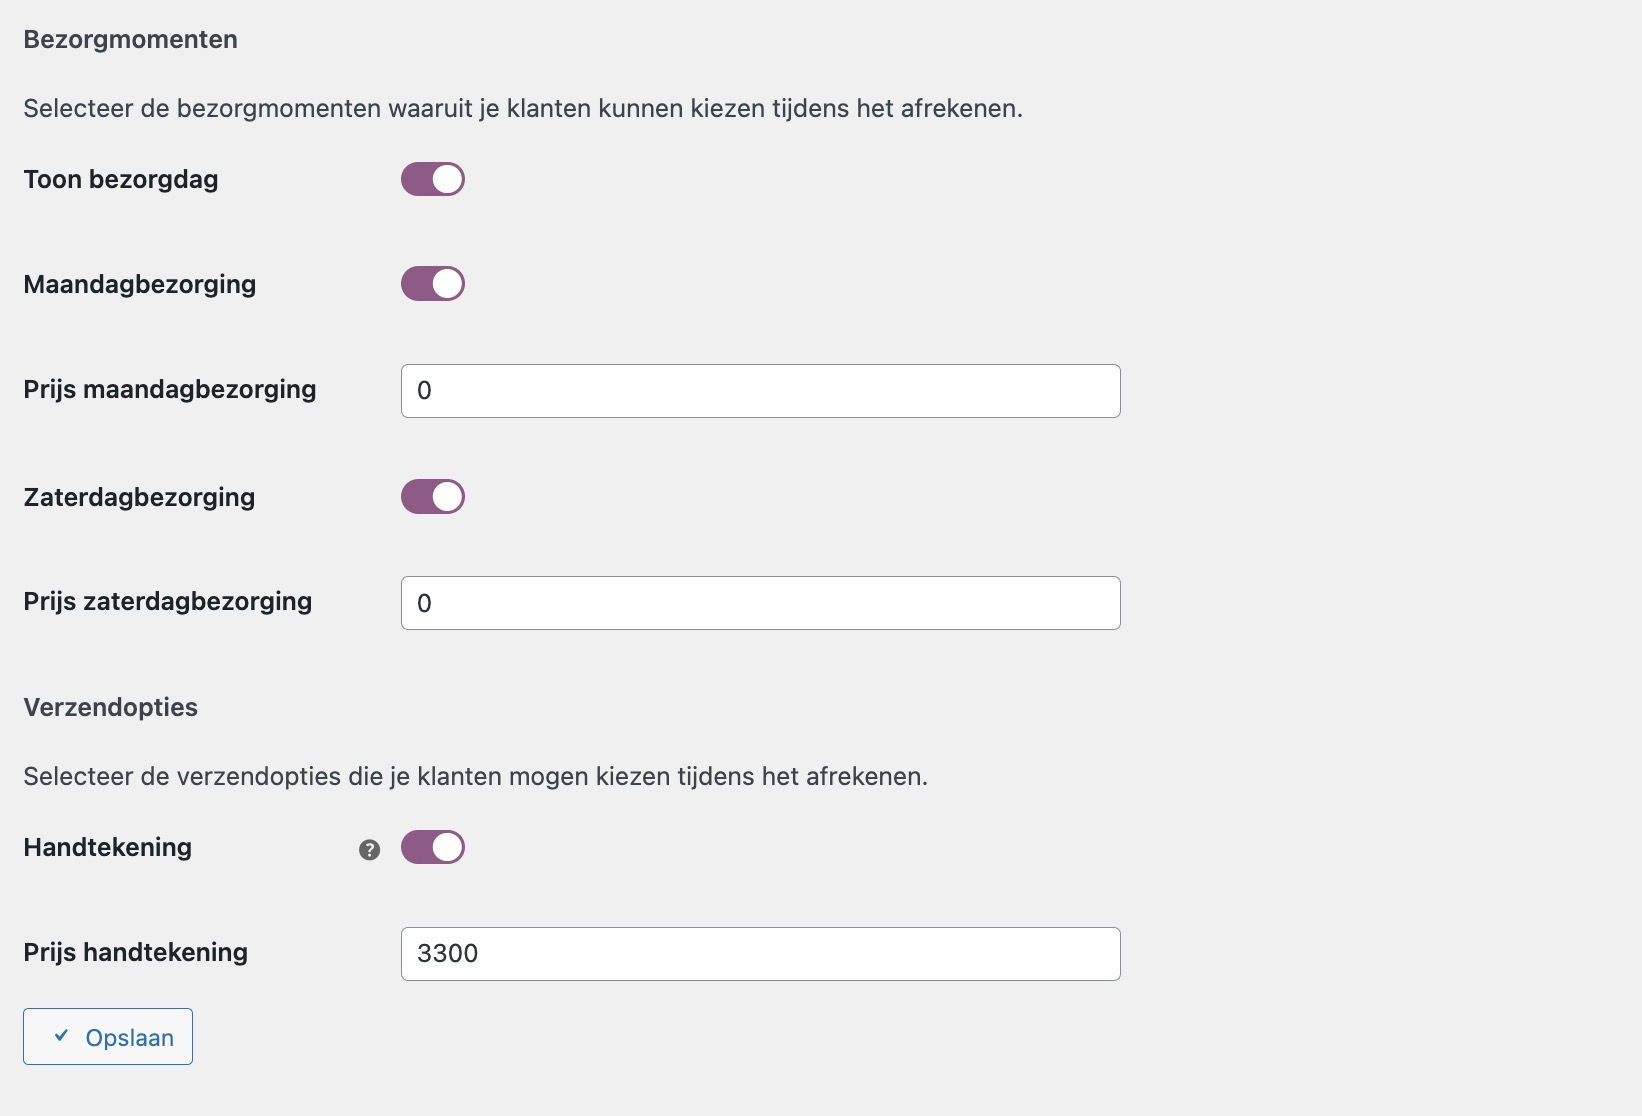 Bezorgmomenten
Selecteer de bezorgmomenten waaruit je klanten kunnen kiezen tijdens het afrekenen.
Toon bezorgdag
Maandagbezorging
Prijs maandagbezorging
0
Zaterdagbezorging
Prijs zaterdagbezorging
0
Verzendopties
Selecteer de verzendopties die je klanten mogen kiezen tijdens het afrekenen.
Handtekening ?
Prijs handtekening
3300
Opslaan